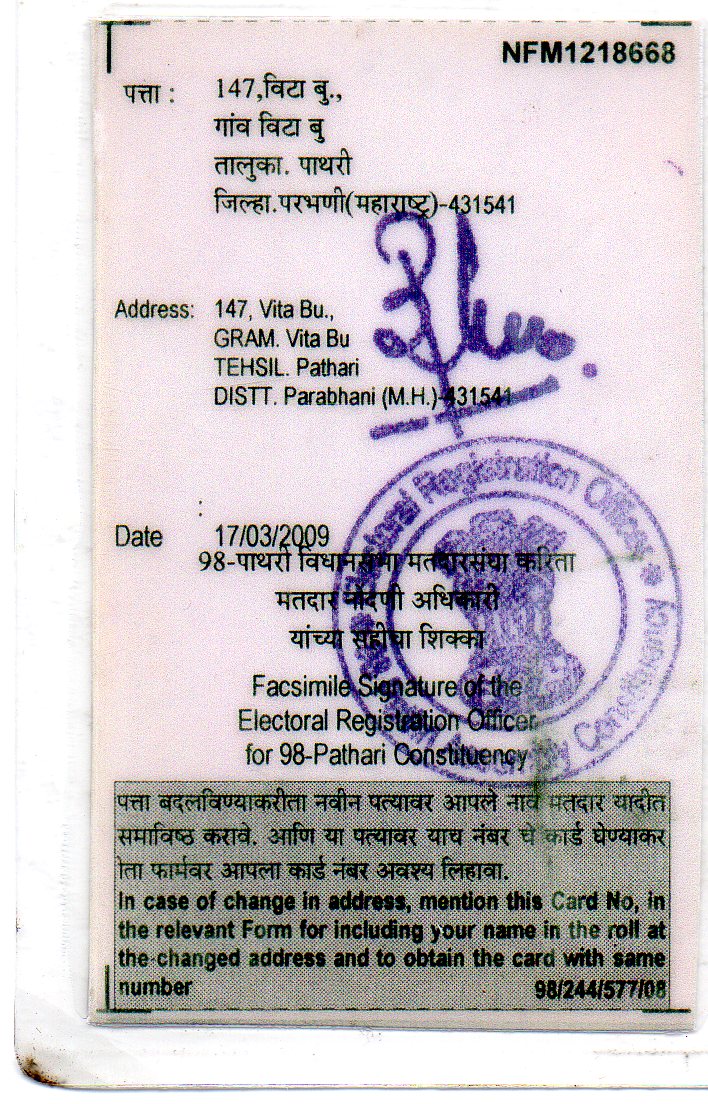 NFM1218668
पत्ता : 147,विटा बु.,
गांव विटा बु
तालुका. पाथरी
जिल्हा.परभणी(महाराष्ट्र)-431541
Address: 147, Vita Bu.,
GRAM. Vita Bu
TEHSIL. Pathari
DISTT. Parabhani (M.H.)-431541
:
Date 17/03/2009
98-पाथरी विधानसभा मतदारसंघा करिता
मतदार नोंदणी अधिकारी
यांच्या सहीचा शिक्का
Electoral Registration Officer
Assembly Constituency
Facsimile Signature of the
Electoral Registration Officer
for 98-Pathari Constituency
पत्ता बदलविण्याकरीता नवीन पत्यावर आपले नाव मतदार यादीत
समाविष्ठ करावे. आणि या पत्यावर याच नंबर चे कार्ड घेण्याकर
ीता फार्मवर आपला कार्ड नंबर अवश्य लिहावा.
In case of change in address, mention this Card No, in
the relevant Form for including your name in the roll at
the changed address and to obtain the card with same
number 98/244/577/08